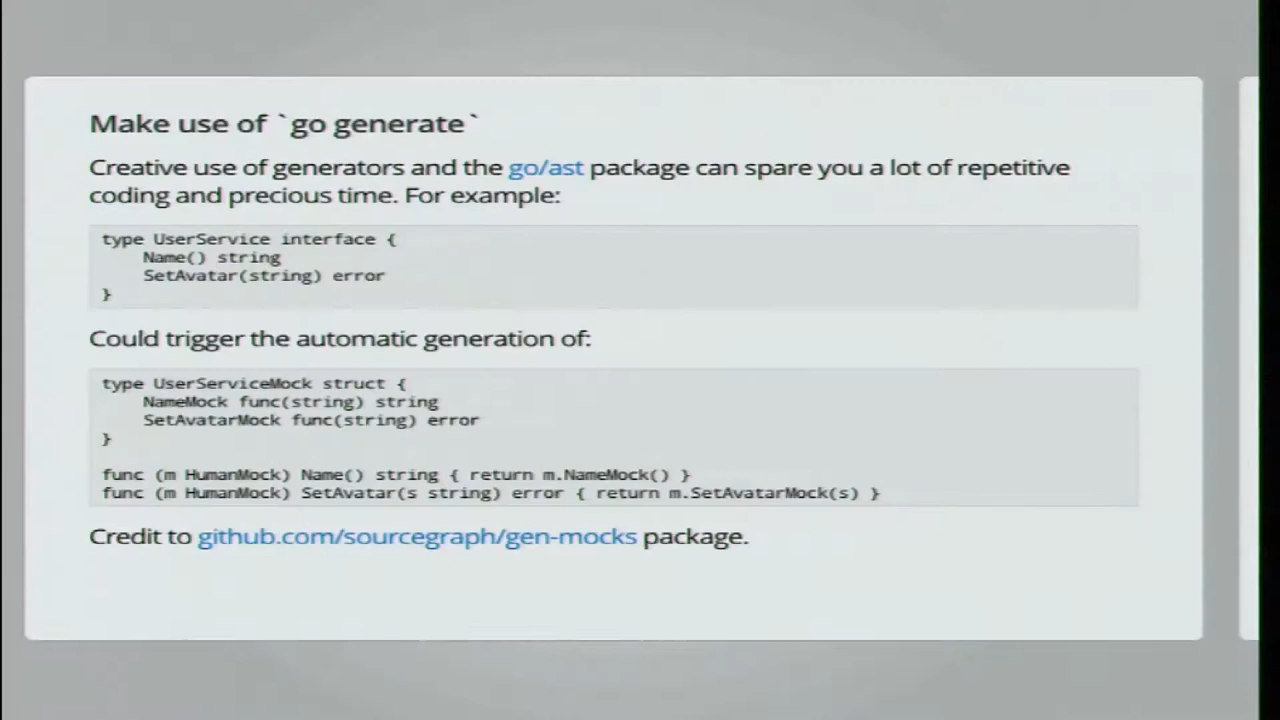 Make use of `go generate`
Creative use of generators and the go/ast package can spare you a lot of repetitive
coding and precious time. For example:
type UserService interface {
    Name() string
    SetAvatar(string) error
}
Could trigger the automatic generation of:
type UserServiceMock struct {
    NameMock func(string) string
    SetAvatarMock func(string) error
}
func (m HumanMock) Name() string { return m.NameMock() }
func (m HumanMock) SetAvatar(s string) error { return m.SetAvatarMock(s) }
Credit to github.com/sourcegraph/gen-mocks package.